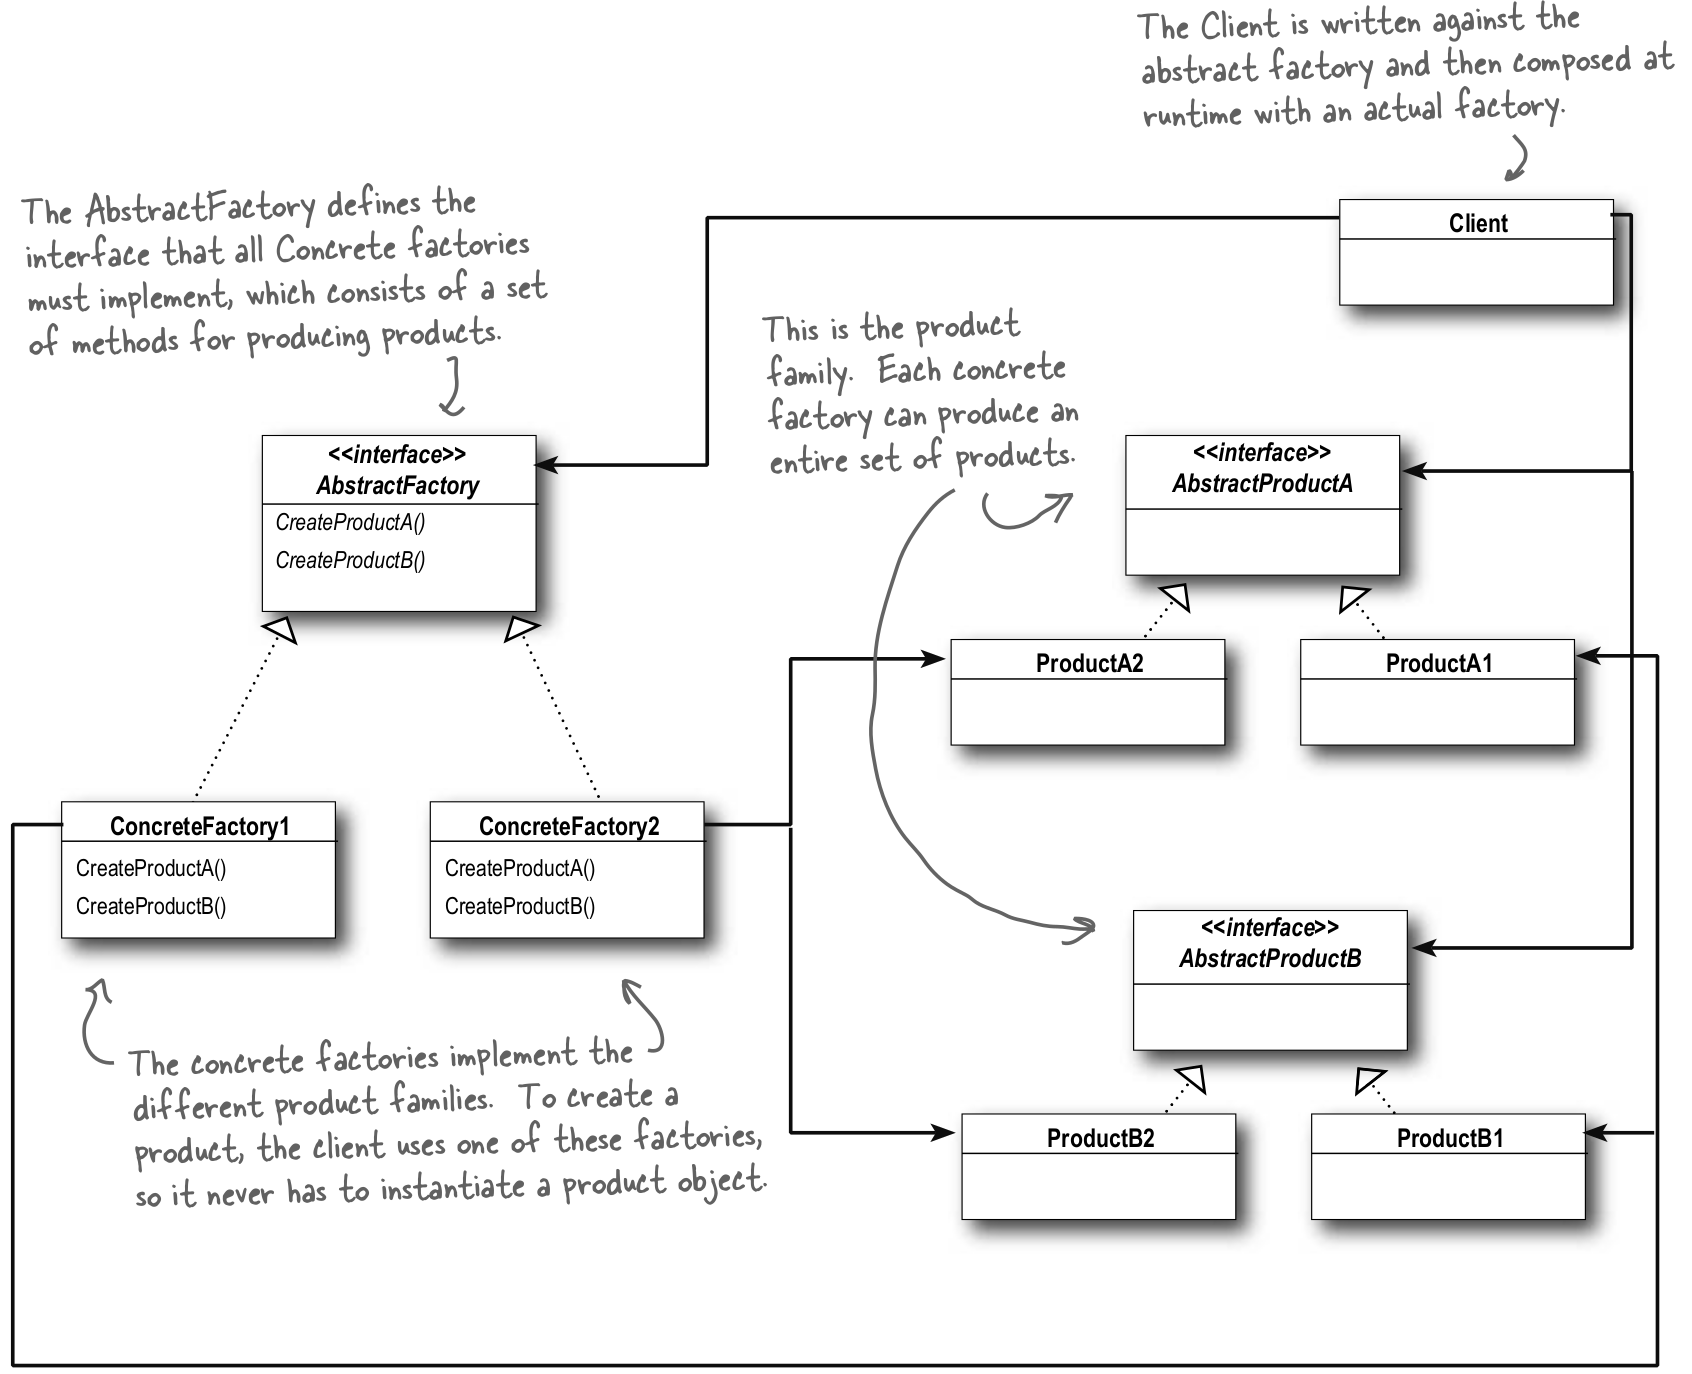 The Client is written against the
abstract factory and then composed at
runtime with an actual factory.
The AbstractFactory defines the
interface that all Concrete factories
must implement, which consists of a set
of methods for producing products.
Client
This is the product
family. Each concrete
factory can produce an
entire set of products.
<<interface>>
AbstractFactory
CreateProductA()
CreateProductB()
<<interface>>
AbstractProductA
ProductA2
ProductA1
ConcreteFactory1
CreateProductA()
CreateProductB()
ConcreteFactory2
CreateProductA()
CreateProductB()
<<interface>>
AbstractProductB
The concrete factories implement the
different product families. To create a
product, the client uses one of these factories,
so it never has to instantiate a product object.
ProductB2
ProductB1